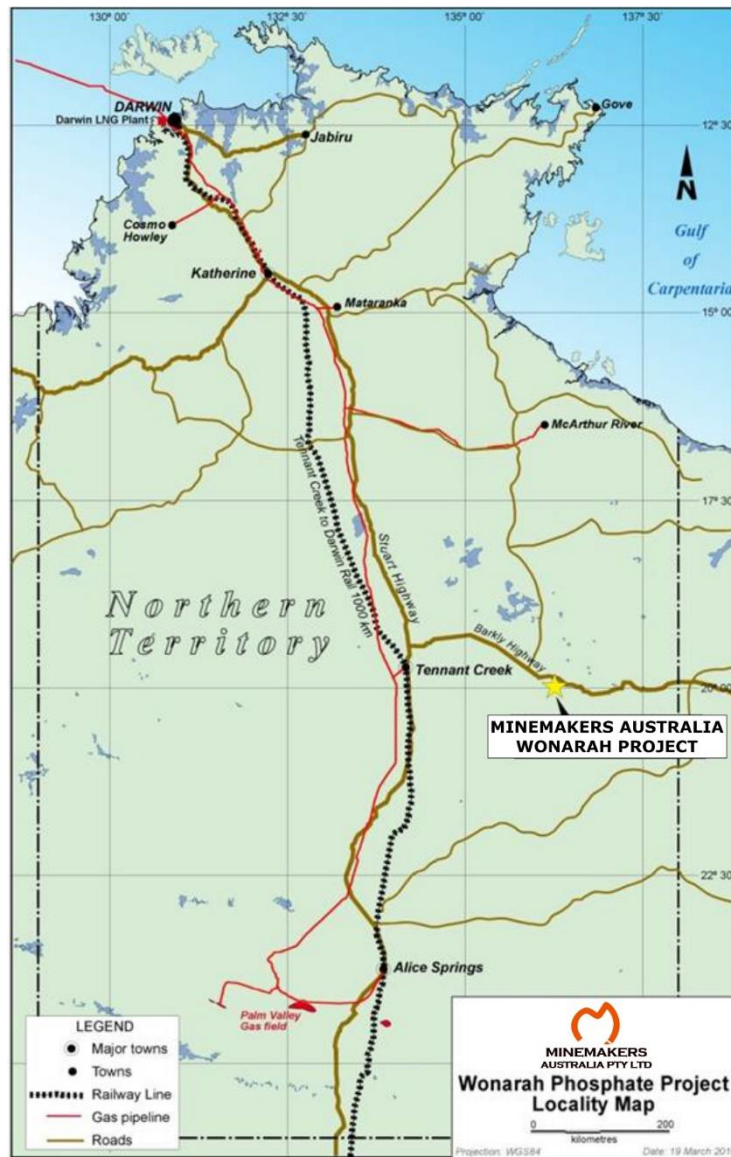 130° 00'
132° 30'
135° 00'
137° 30'
DARWIN
Darwin LNG Plant
Jabiru
Gove
12° 30'
N
Cosmo
Howley
Gulf
of
Carpentaria
Katherine
Mataranka
15° 00'
McArthur River
17° 30'
Tennant Creek to Darwin Rail 1000 km
Stuart Highway
Northern
Territory
Barkly Highway
Tennant Creek
MINEMAKERS AUSTRALIA
WONARAH PROJECT
22° 30'
Alice Springs
Palm Valley
Gas field
LEGEND
Major towns
Towns
Railway Line
Gas pipeline
Roads
MINEMAKERS
AUSTRALIA PTY LTD
Wonarah Phosphate Project
Locality Map
0 200
kilometres
Projection: WGS84
Date: 19 March